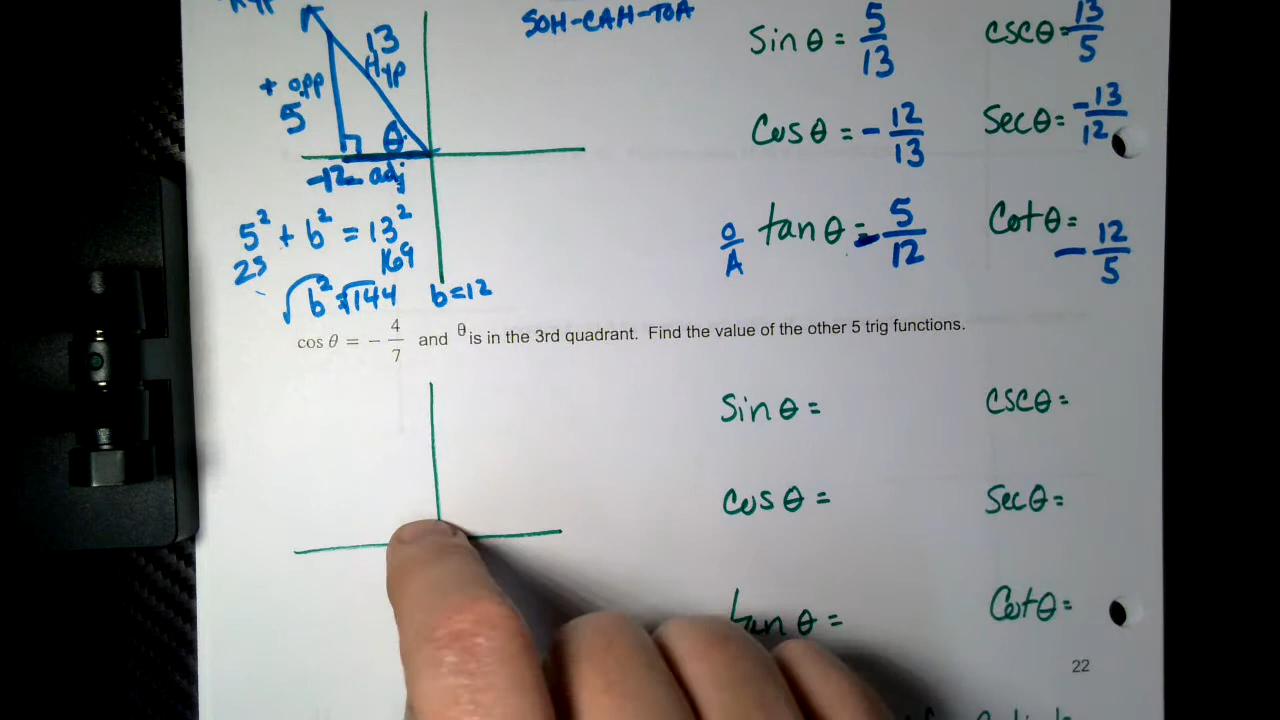 SOH-CAH-TOA
13
Hyp
+ opp
5
θ
-12 adj
5² + b² = 13²
25 169
√b² = √144 b=12
Sin θ = 5/13
Csc θ = 13/5
Cos θ = - 12/13
Sec θ = -13/12
O/A tan θ = - 5/12
Cot θ = - 12/5
cos θ = - 4/7 and θ is in the 3rd quadrant. Find the value of the other 5 trig functions.
Sin θ =
Csc θ =
Cos θ =
Sec θ =
tan θ =
Cot θ =
22